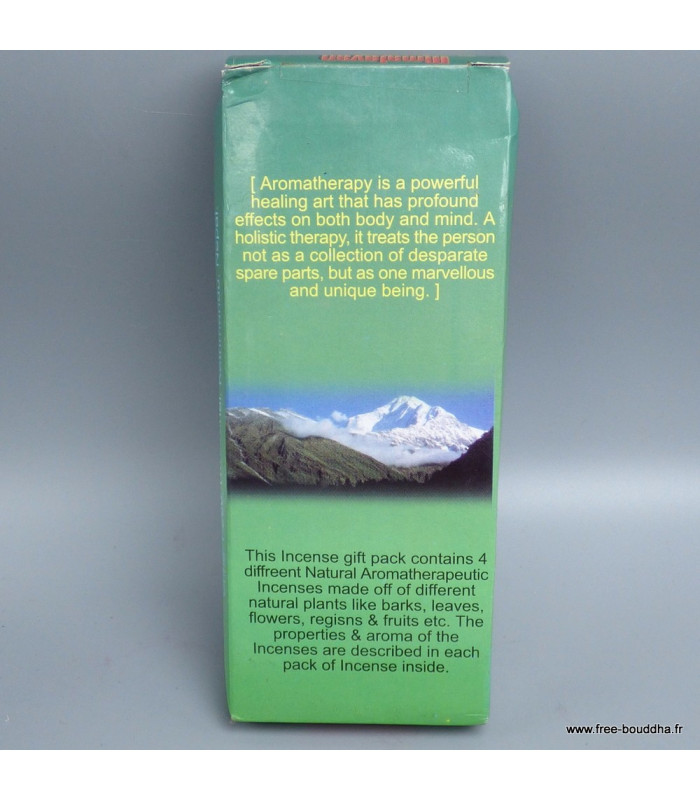 [ Aromatherapy is a powerful
healing art that has profound
effects on both body and mind. A
holistic therapy, it treats the person
not as a collection of desparate
spare parts, but as one marvellous
and unique being. ]
This Incense gift pack contains 4
diffreent Natural Aromatherapeutic
Incenses made off of different
natural plants like barks, leaves,
flowers, regisns & fruits etc. The
properties & aroma of the
Incenses are described in each
pack of Incense inside.
www.free-bouddha.fr